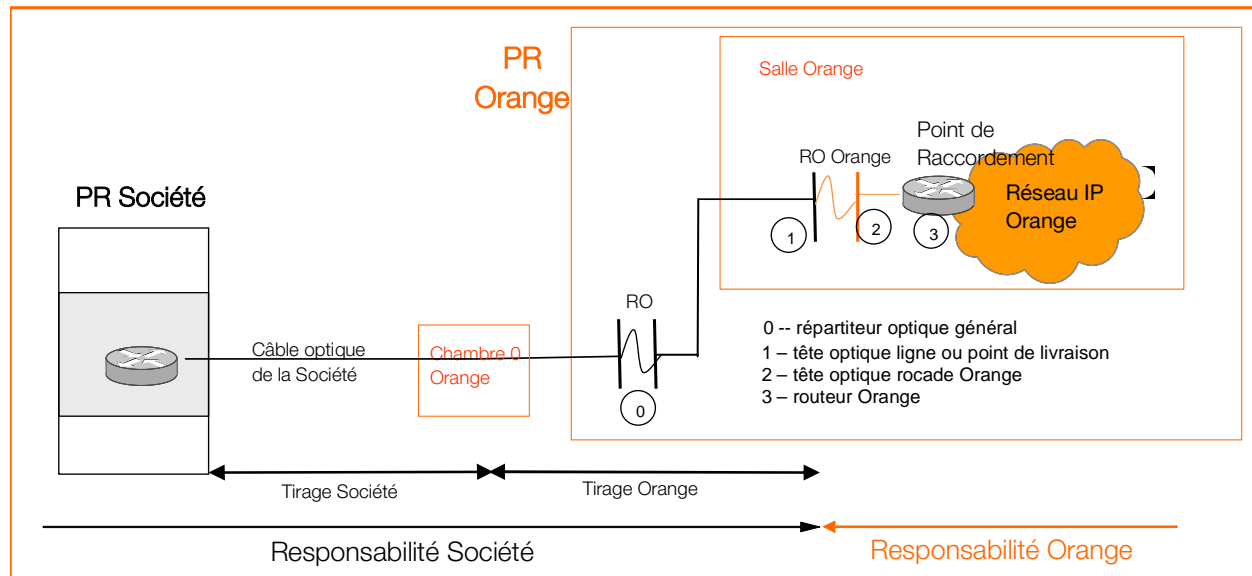 PR
Orange
Salle Orange
Point de
Raccordement
RO Orange
Réseau IP
Orange
1
2
3
PR Société
RO
0
Câble optique
de la Société
Chambre 0
Orange
0 -- répartiteur optique général
1 – tête optique ligne ou point de livraison
2 – tête optique rocade Orange
3 – routeur Orange
Tirage Société
Tirage Orange
Responsabilité Société
Responsabilité Orange